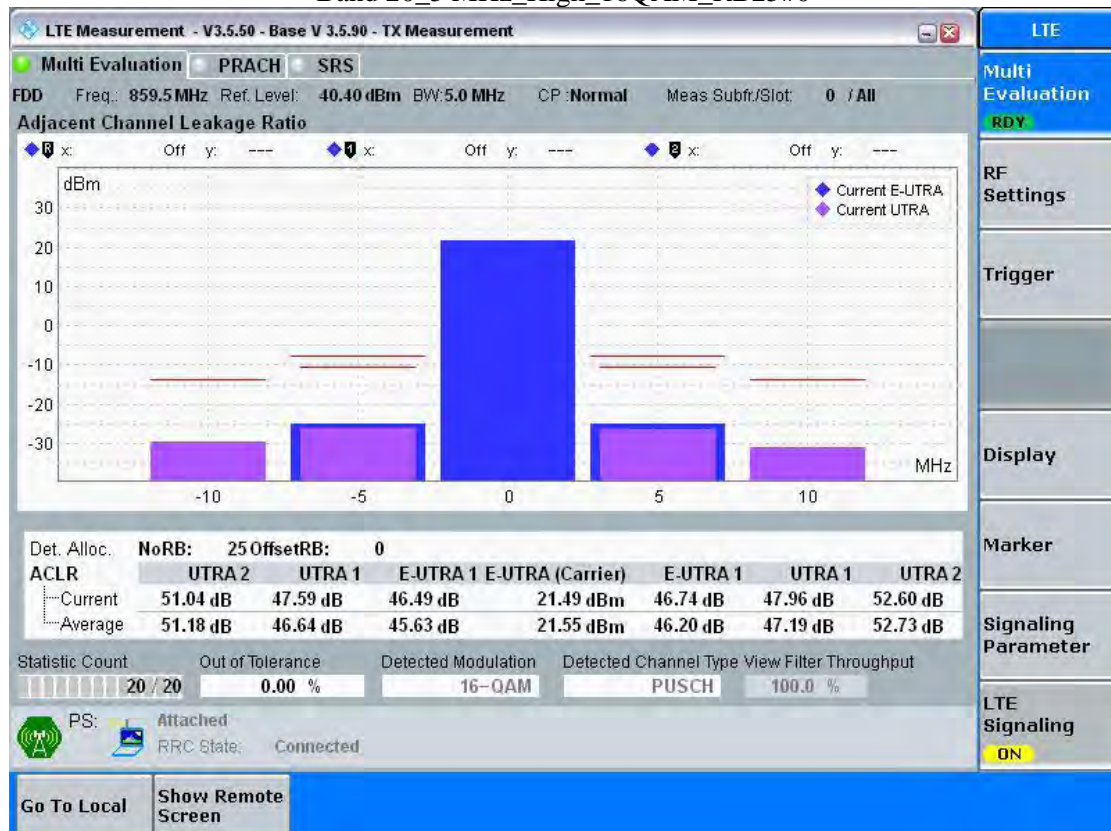 LTE Measurement - V3.5.50 - Base V 3.5.90 - TX Measurement
LTE
Multi Evaluation PRACH SRS
Multi Evaluation
RDY
FDD Freq.: 859.5 MHz Ref. Level: 40.40 dBm BW: 5.0 MHz CP : Normal Meas Subfr./Slot: 0 / All
Adjacent Channel Leakage Ratio
R x: Off y: --- 1 x: Off y: --- 2 x: Off y: ---
dBm
Current E-UTRA
Current UTRA
30
20
10
0
-10
-20
-30
MHz
-10 -5 0 5 10
RF Settings
Trigger
Display
Marker
Signaling Parameter
LTE Signaling
ON
Det. Alloc. NoRB: 25 OffsetRB: 0
ACLR UTRA 2 UTRA 1 E-UTRA 1 E-UTRA (Carrier) E-UTRA 1 UTRA 1 UTRA 2
Current 51.04 dB 47.59 dB 46.49 dB 21.49 dBm 46.74 dB 47.96 dB 52.60 dB
Average 51.18 dB 46.64 dB 45.63 dB 21.55 dBm 46.20 dB 47.19 dB 52.73 dB
Statistic Count Out of Tolerance Detected Modulation Detected Channel Type View Filter Throughput
20 / 20 0.00 % 16-QAM PUSCH 100.0 %
PS: Attached
RRC State: Connected
Go To Local Show Remote Screen